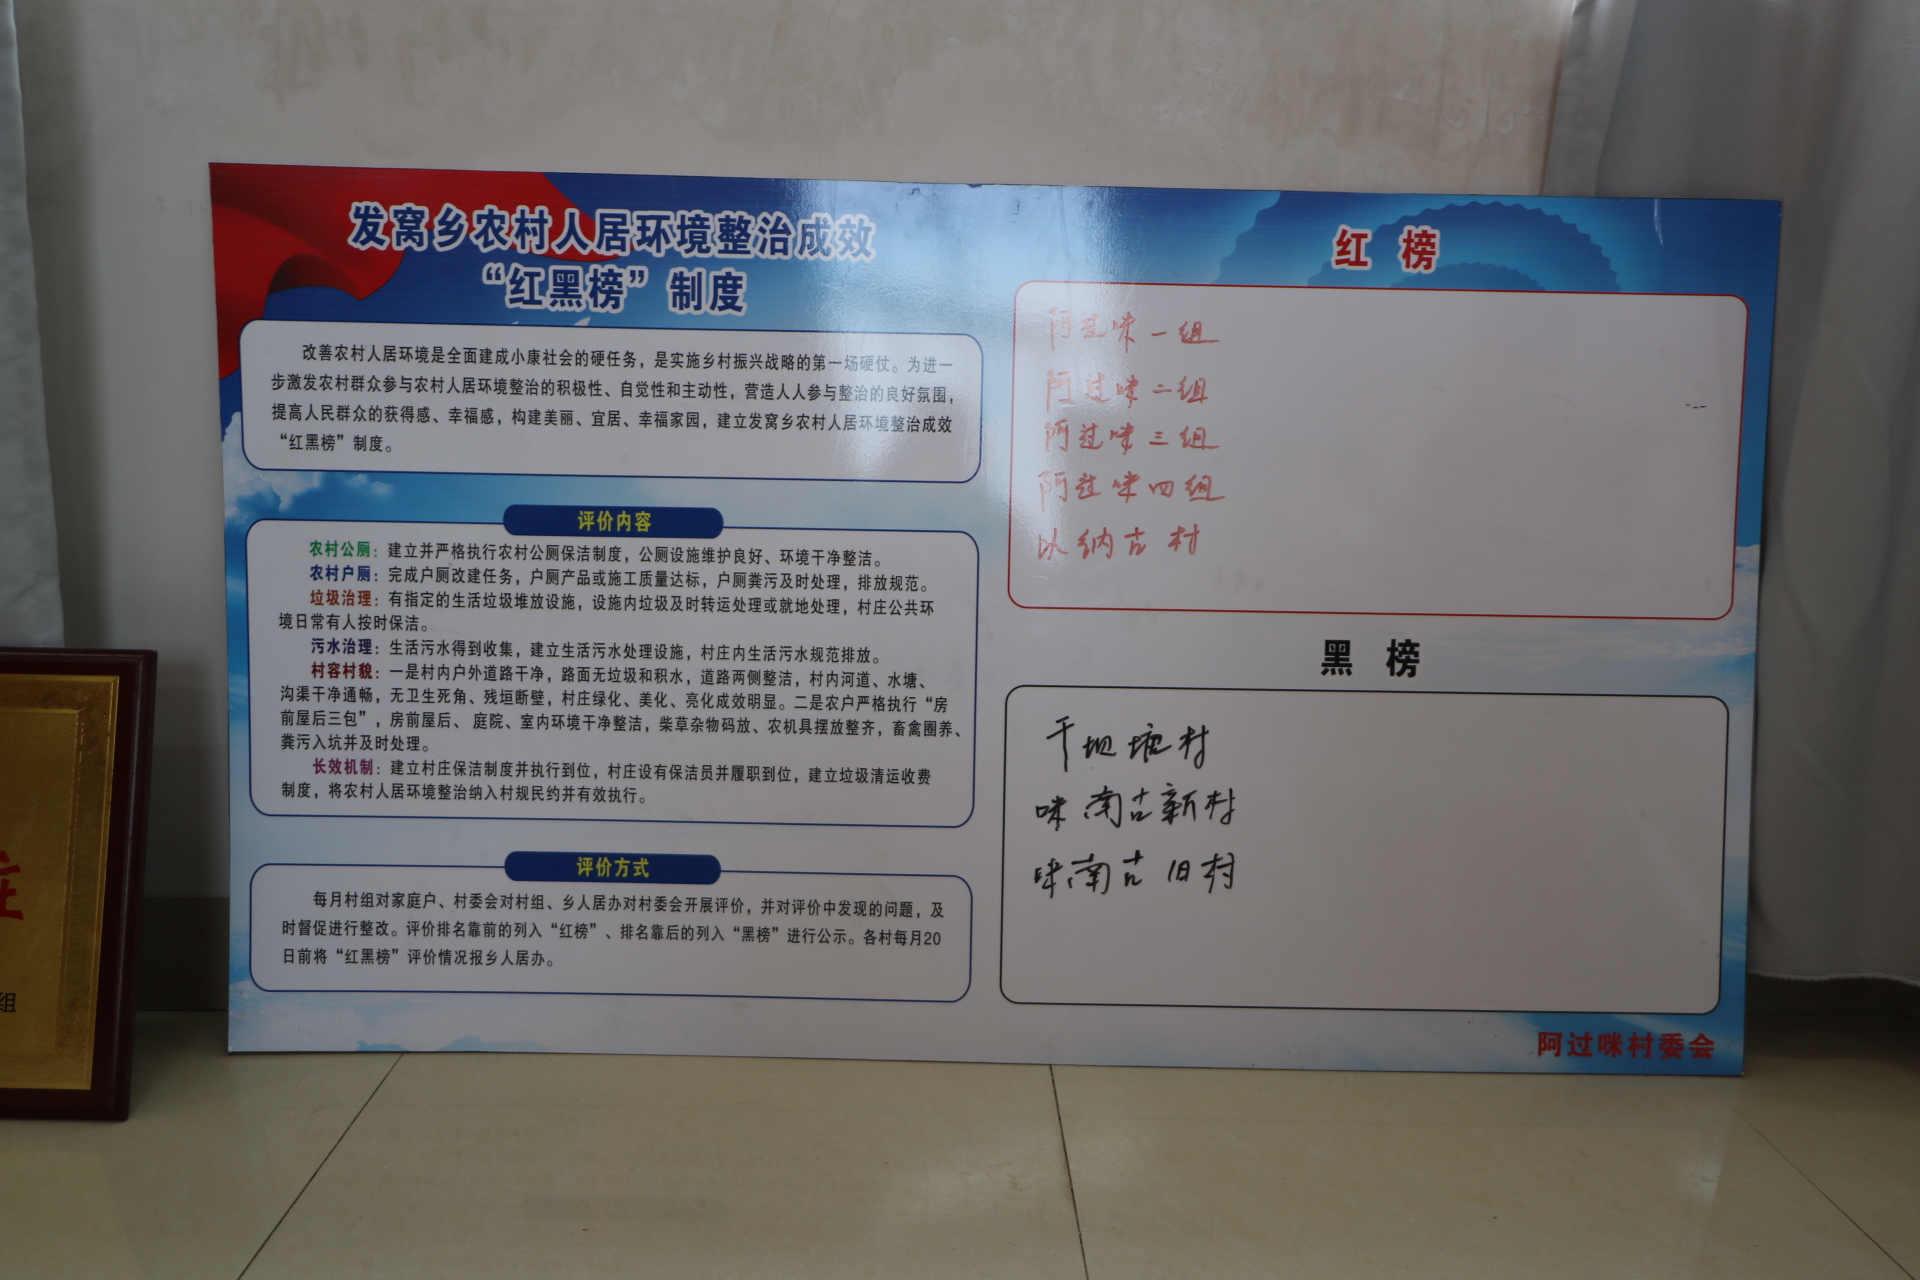 发窝乡农村人居环境整治成效
“红黑榜”制度
改善农村人居环境是全面建成小康社会的硬任务，是实施乡村振兴战略的第一场硬仗。为进一
步激发农村群众参与农村人居环境整治的积极性、自觉性和主动性，营造人人参与整治的良好氛围，
提高人民群众的获得感、幸福感，构建美丽、宜居、幸福家园，建立发窝乡农村人居环境整治成效
“红黑榜”制度。
评价内容
农村公厕：建立并严格执行农村公厕保洁制度，公厕设施维护良好、环境干净整洁。
农村户厕：完成户厕改建任务，户厕产品或施工质量达标，户厕粪污及时处理，排放规范。
垃圾治理：有指定的生活垃圾堆放设施，设施内垃圾及时转运处理或就地处理，村庄公共环
境日常有人按时保洁。
污水治理：生活污水得到收集，建立生活污水处理设施，村庄内生活污水规范排放。
村容村貌：一是村内户外道路干净，路面无垃圾和积水，道路两侧整洁，村内河道、水塘、
沟渠干净通畅，无卫生死角、残垣断壁，村庄绿化、美化、亮化成效明显。二是农户严格执行“房
前屋后三包”，房前屋后、庭院、室内环境干净整洁，柴草杂物码放、农机具摆放整齐，畜禽圈养、
粪污入坑并及时处理。
长效机制：建立村庄保洁制度并执行到位，村庄设有保洁员并履职到位，建立垃圾清运收费
制度，将农村人居环境整治纳入村规民约并有效执行。
评价方式
每月村组对家庭户、村委会对村组、乡人居办对村委会开展评价，并对评价中发现的问题，及
时督促进行整改。评价排名靠前的列入“红榜”、排名靠后的列入“黑榜”进行公示。各村每月20
日前将“红黑榜”评价情况报乡人居办。
红 榜
阿过咪一组
阿过咪二组
阿过咪三组
阿过咪四组
以纳古村
黑 榜
干坝塘村
咪南古新村
咪南古旧村
阿过咪村委会
组